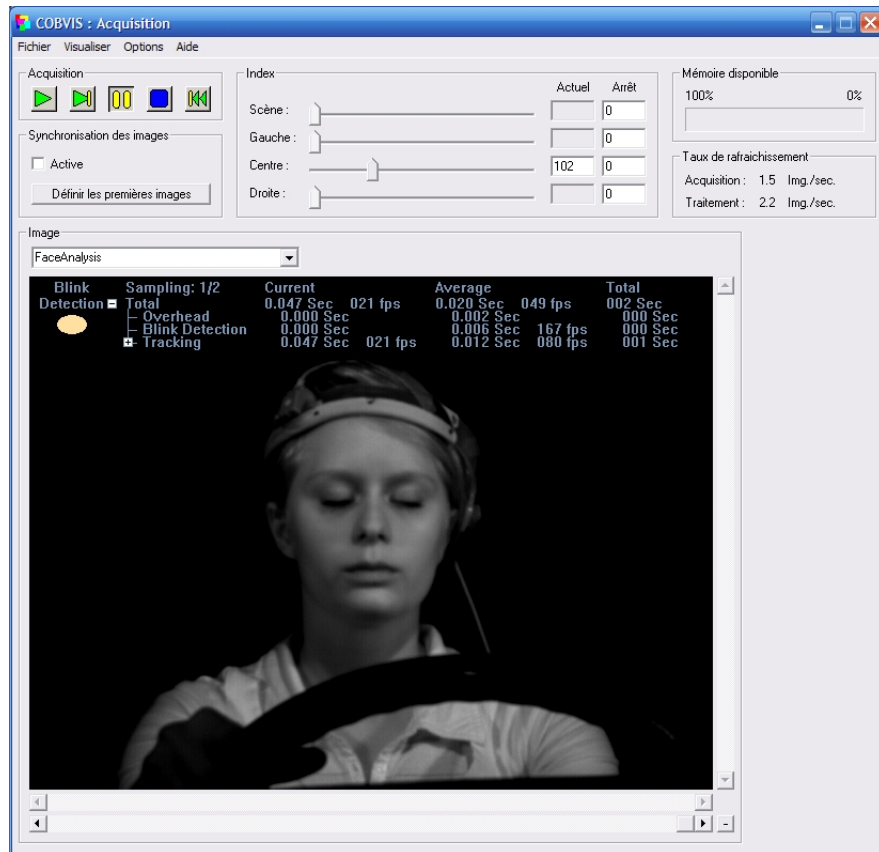 COBVIS : Acquisition
Fichier Visualiser Options Aide
Acquisition
Synchronisation des images
Active
Définir les premières images
Index
Actuel Arrêt
Scène : 0
Gauche : 0
Centre : 102 0
Droite : 0
Mémoire disponible
100% 0%
Taux de rafraichissement
Acquisition : 1.5 Img./sec.
Traitement : 2.2 Img./sec.
Image
FaceAnalysis
Blink Sampling: 1/2 Current Average Total
Detection Total 0.047 Sec 021 fps 0.020 Sec 049 fps 002 Sec
Overhead 0.000 Sec 0.002 Sec 000 Sec
Blink Detection 0.000 Sec 0.006 Sec 167 fps 000 Sec
Tracking 0.047 Sec 021 fps 0.012 Sec 080 fps 001 Sec